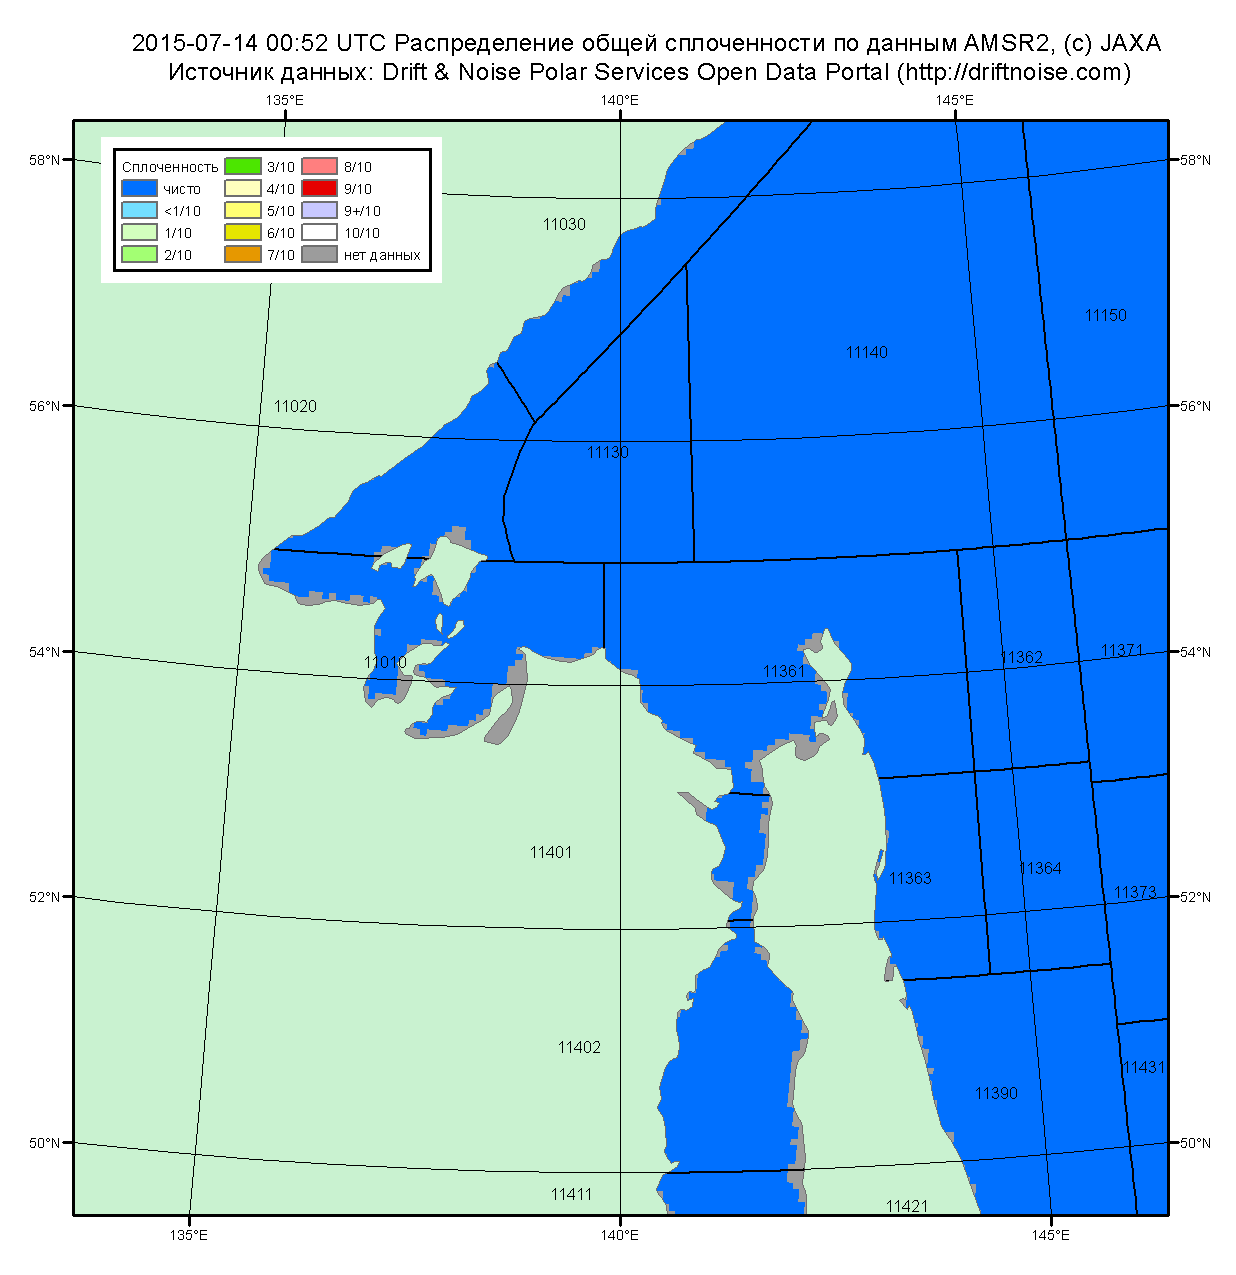 2015-07-14 00:52 UTC Распределение общей сплоченности по данным AMSR2, (c) JAXA
Источник данных: Drift & Noise Polar Services Open Data Portal (http://driftnoise.com)
135°E 140°E 145°E
58°N 58°N
Сплоченность 3/10 8/10
чисто 4/10 9/10
<1/10 5/10 9+/10
1/10 6/10 10/10
2/10 7/10 нет данных
11030
11150
11140
56°N 56°N
11020
11130
54°N 54°N
11010 11361 11362 11371
11401
11363 11364 11373
52°N 52°N
11402
11390 11431
50°N 50°N
11411 11421
135°E 140°E 145°E